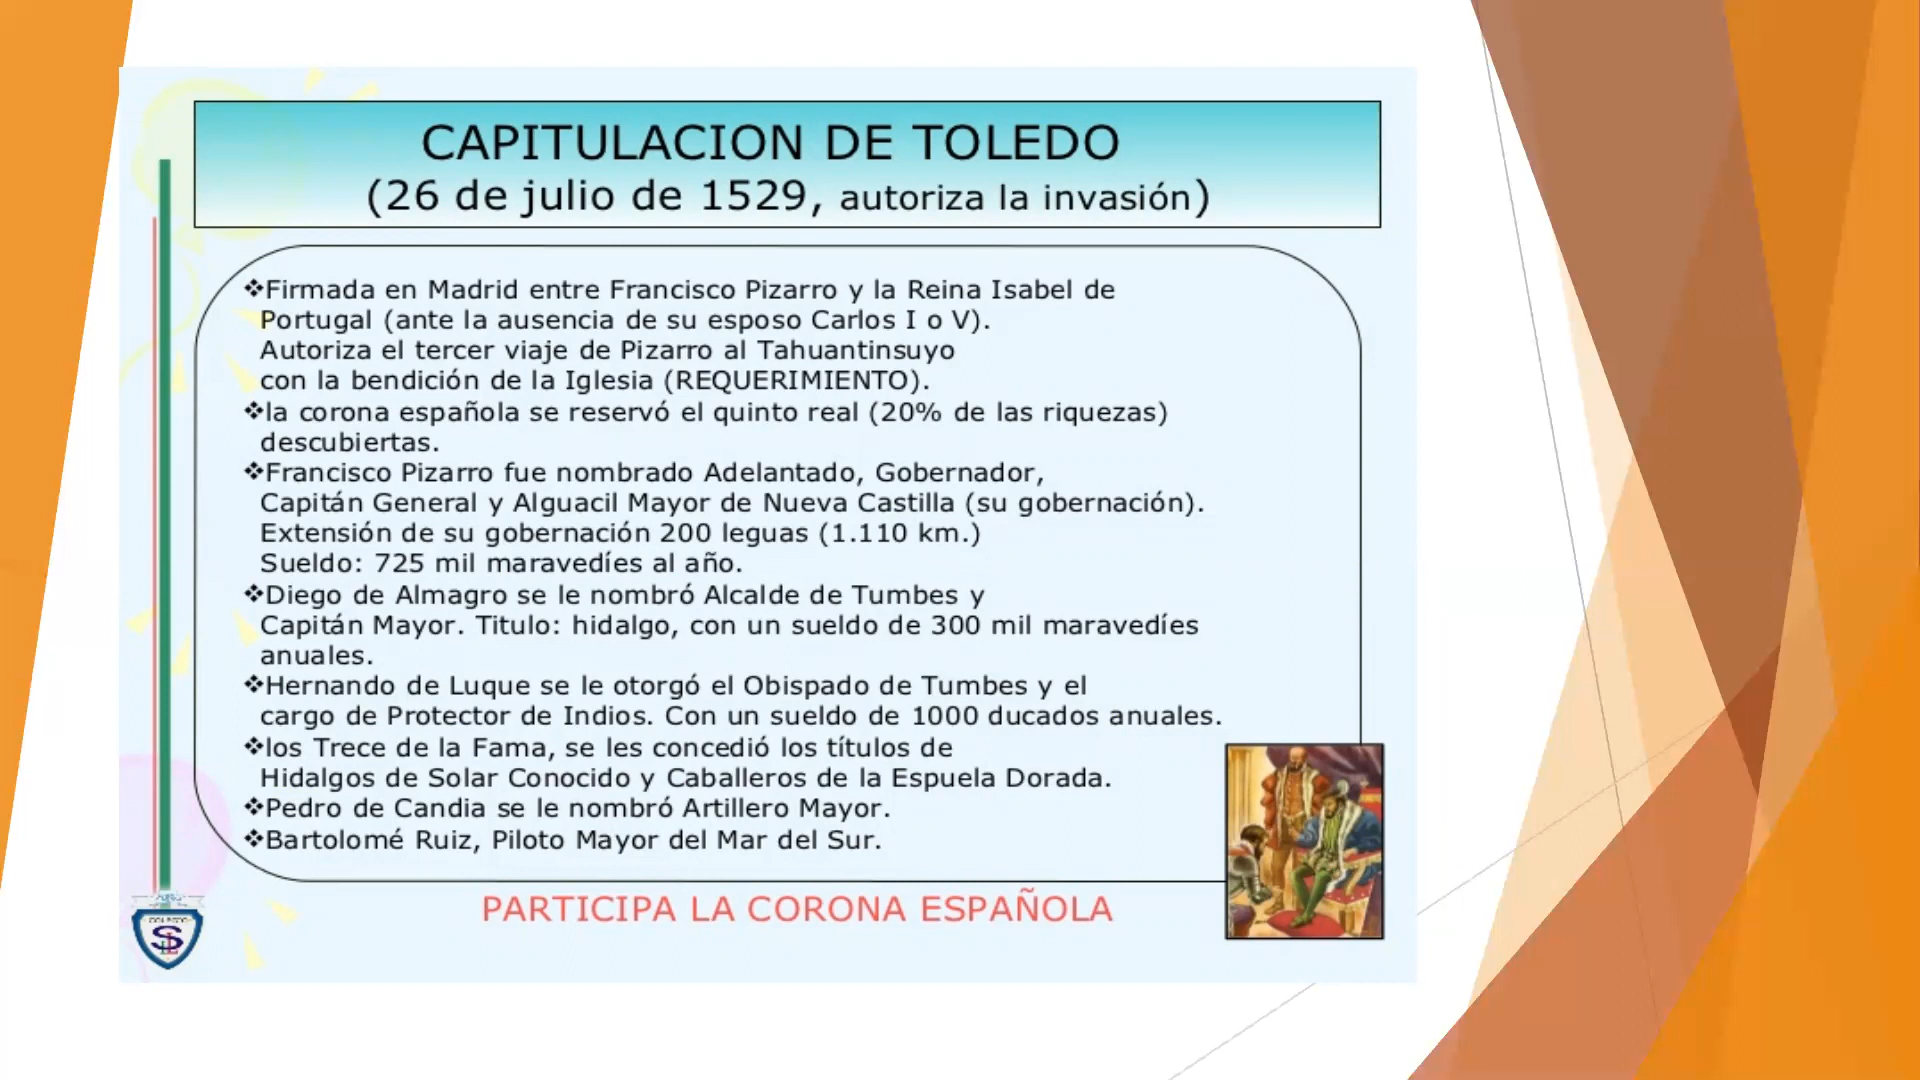 CAPITULACION DE TOLEDO
(26 de julio de 1529, autoriza la invasión)
❖Firmada en Madrid entre Francisco Pizarro y la Reina Isabel de
Portugal (ante la ausencia de su esposo Carlos I o V).
Autoriza el tercer viaje de Pizarro al Tahuantinsuyo
con la bendición de la Iglesia (REQUERIMIENTO).
❖la corona española se reservó el quinto real (20% de las riquezas)
descubiertas.
❖Francisco Pizarro fue nombrado Adelantado, Gobernador,
Capitán General y Alguacil Mayor de Nueva Castilla (su gobernación).
Extensión de su gobernación 200 leguas (1.110 km.)
Sueldo: 725 mil maravedíes al año.
❖Diego de Almagro se le nombró Alcalde de Tumbes y
Capitán Mayor. Titulo: hidalgo, con un sueldo de 300 mil maravedíes
anuales.
❖Hernando de Luque se le otorgó el Obispado de Tumbes y el
cargo de Protector de Indios. Con un sueldo de 1000 ducados anuales.
❖los Trece de la Fama, se les concedió los títulos de
Hidalgos de Solar Conocido y Caballeros de la Espuela Dorada.
❖Pedro de Candia se le nombró Artillero Mayor.
❖Bartolomé Ruiz, Piloto Mayor del Mar del Sur.
PARTICIPA LA CORONA ESPAÑOLA
COLEGIO